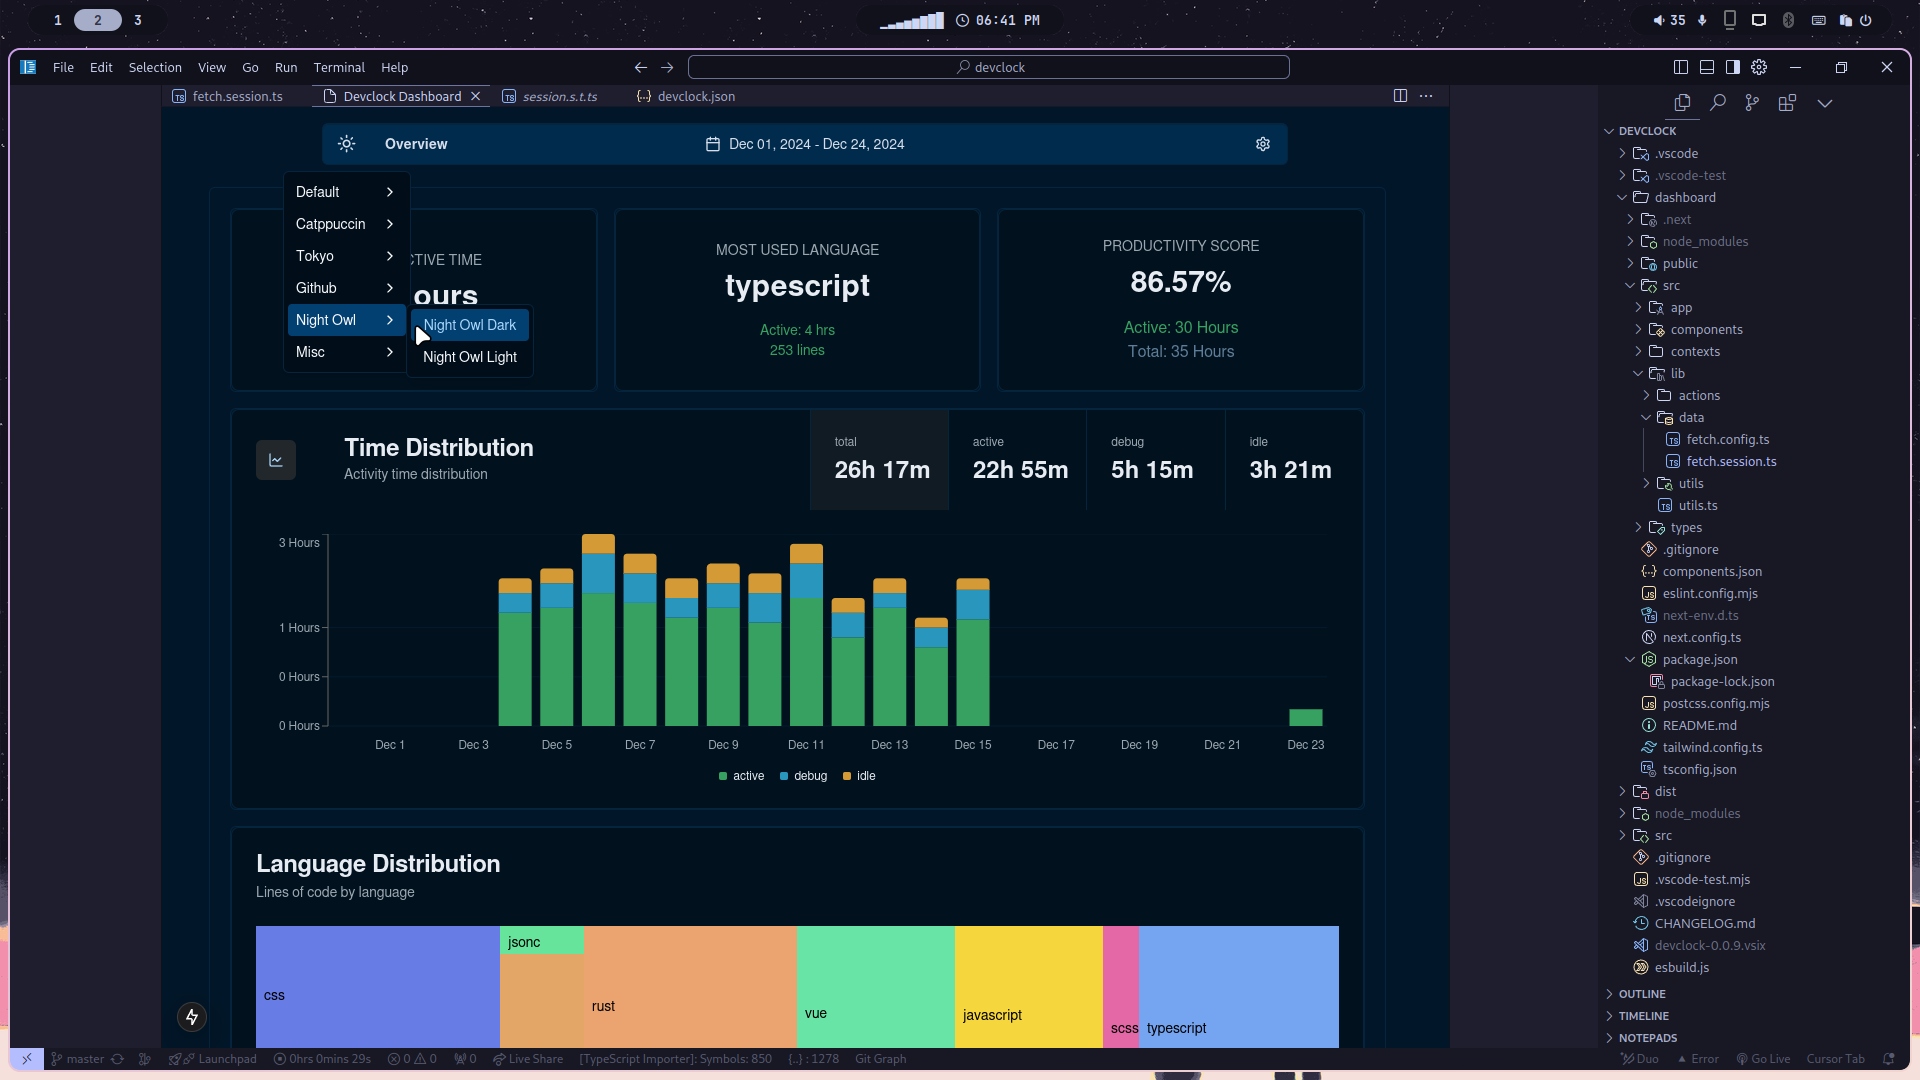 1 2 3
06:41 PM
35
File Edit Selection View Go Run Terminal Help
devclock
fetch.session.ts
Devclock Dashboard
session.s.t.ts
devclock.json
Overview
Dec 01, 2024 - Dec 24, 2024
Default
Catppuccin
Tokyo
Github
Night Owl
Misc
Night Owl Dark
Night Owl Light
CTIVE TIME
ours
MOST USED LANGUAGE
typescript
Active: 4 hrs
253 lines
PRODUCTIVITY SCORE
86.57%
Active: 30 Hours
Total: 35 Hours
Time Distribution
Activity time distribution
total
26h 17m
active
22h 55m
debug
5h 15m
idle
3h 21m
3 Hours
1 Hours
0 Hours
0 Hours
Dec 1 Dec 3 Dec 5 Dec 7 Dec 9 Dec 11 Dec 13 Dec 15 Dec 17 Dec 19 Dec 21 Dec 23
active debug idle
Language Distribution
Lines of code by language
css
jsonc
rust
vue
javascript
scss
typescript
DEVCLOCK
.vscode
.vscode-test
dashboard
.next
node_modules
public
src
app
components
contexts
lib
actions
data
fetch.config.ts
fetch.session.ts
utils
utils.ts
types
.gitignore
components.json
eslint.config.mjs
next-env.d.ts
next.config.ts
package.json
package-lock.json
postcss.config.mjs
README.md
tailwind.config.ts
tsconfig.json
dist
node_modules
src
.gitignore
.vscode-test.mjs
.vscodeignore
CHANGELOG.md
devclock-0.0.9.vsix
esbuild.js
OUTLINE
TIMELINE
NOTEPADS
master
Launchpad
0hrs 0mins 29s
0 0
0
Live Share
[TypeScript Importer]: Symbols: 850
{..} : 1278
Git Graph
Duo
Error
Go Live
Cursor Tab